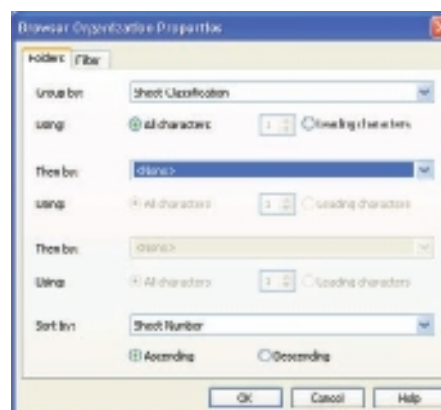 Browser Organization Properties
Folders Filter
Group by: Sheet Classification
Using: All characters 1 Leading characters
Then by: <None>
Using: All characters 1 Leading characters
Then by: <None>
Using: All characters 1 Leading characters
Sort by: Sheet Number
Ascending Descending
OK Cancel Help